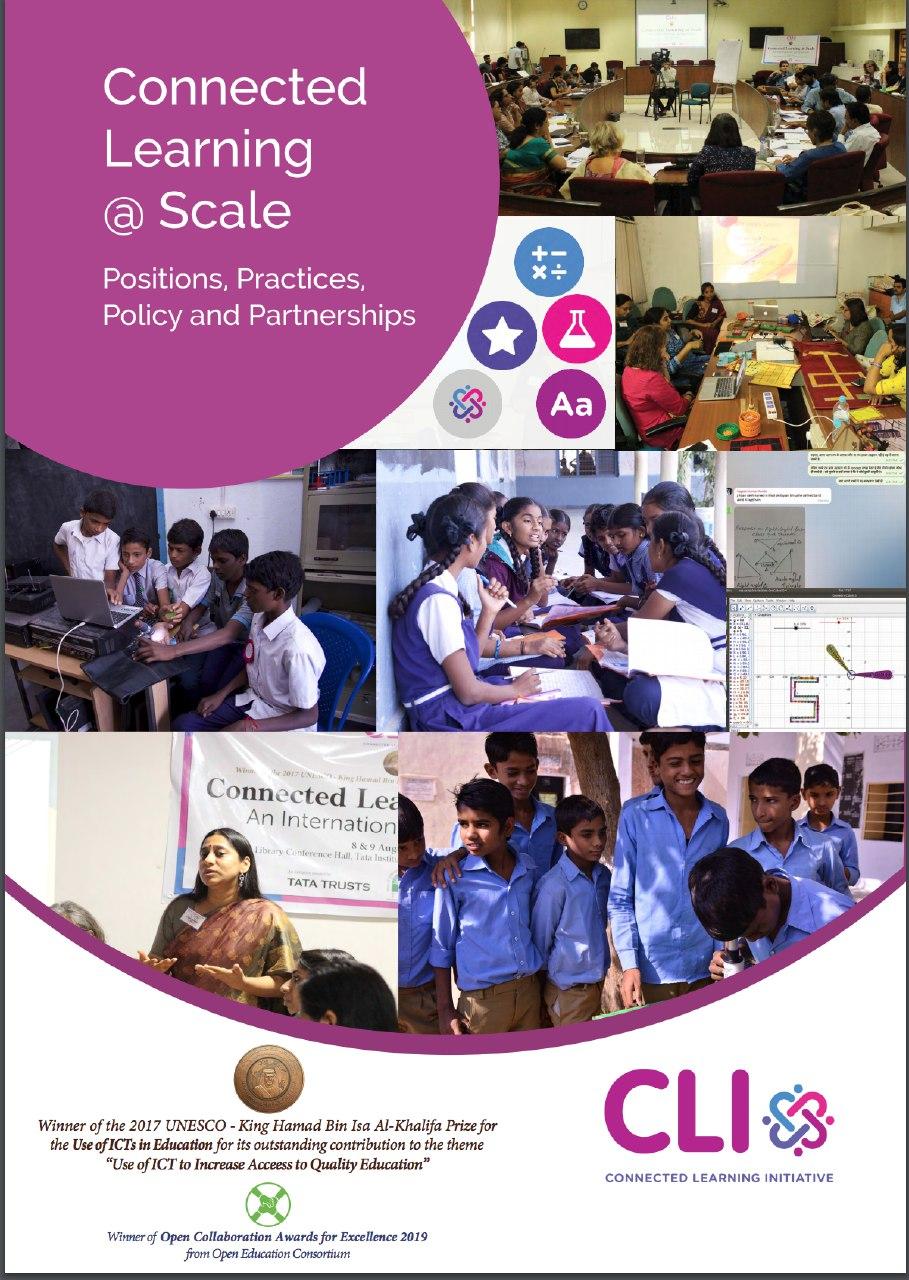 Connected
Learning
@ Scale
Positions, Practices,
Policy and Partnerships
Aa
Connected Lea
An Internation
8 & 9 Aug
Library Conference Hall, Tata Instit
TATA TRUSTS
Winner of the 2017 UNESCO - King Hamad Bin Isa Al-Khalifa Prize for
the Use of ICTs in Education for its outstanding contribution to the theme
“Use of ICT to Increase Acceess to Quality Education”
CLI
CONNECTED LEARNING INITIATIVE
Winner of Open Collaboration Awards for Excellence 2019
from Open Education Consortium